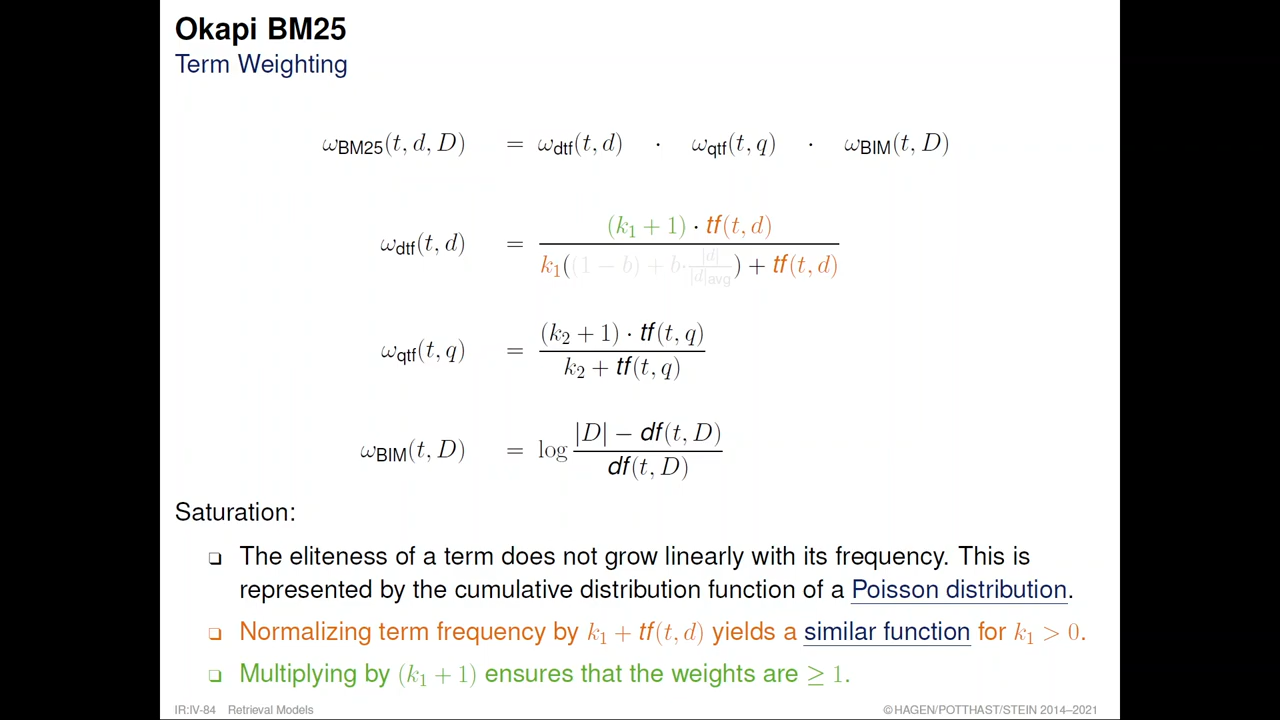 Okapi BM25
Term Weighting
ω_BM25(t, d, D) = ω_dtf(t, d) · ω_qtf(t, q) · ω_BIM(t, D)
ω_dtf(t, d) = ((k_1 + 1) · tf(t, d)) / (k_1((1 − b) + b · |d| / |d|_avg) + tf(t, d))
ω_qtf(t, q) = ((k_2 + 1) · tf(t, q)) / (k_2 + tf(t, q))
ω_BIM(t, D) = log (|D| − df(t, D)) / (df(t, D))
Saturation:
❑ The eliteness of a term does not grow linearly with its frequency. This is
represented by the cumulative distribution function of a Poisson distribution.
❑ Normalizing term frequency by k_1 + tf(t, d) yields a similar function for k_1 > 0.
❑ Multiplying by (k_1 + 1) ensures that the weights are ≥ 1.
IR:IV-84 Retrieval Models
©HAGEN/POTTHAST/STEIN 2014–2021